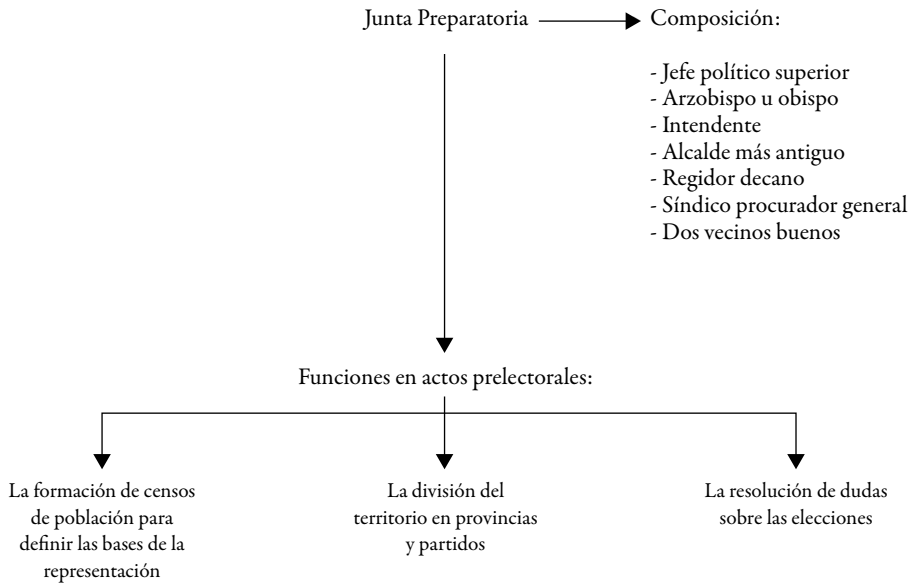 Junta Preparatoria
Composición:
- Jefe político superior
- Arzobispo u obispo
- Intendente
- Alcalde más antiguo
- Regidor decano
- Síndico procurador general
- Dos vecinos buenos
Funciones en actos prelectorales:
La formación de censos
de población para
definir las bases de la
representación
La división del
territorio en provincias
y partidos
La resolución de dudas
sobre las elecciones